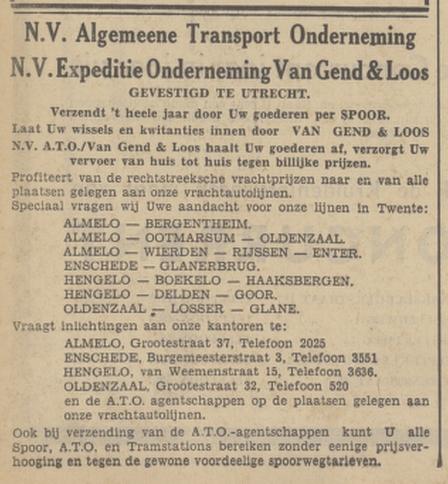 N.V. Algemeene Transport Onderneming
N.V. Expeditie Onderneming Van Gend & Loos
GEVESTIGD TE UTRECHT.
Verzendt 't heele jaar door Uw goederen per SPOOR.
Laat Uw wissels en kwitanties innen door VAN GEND & LOOS
N.V. A.T.O./Van Gend & Loos haalt Uw goederen af, verzorgt Uw
vervoer van huis tot huis tegen billijke prijzen.
Profiteert van de rechtstreeksche vrachtprijzen naar en van alle
plaatsen gelegen aan onze vrachtautolijnen.
Speciaal vragen wij Uwe aandacht voor onze lijnen in Twente:
ALMELO — BERGENTHEIM.
ALMELO — OOTMARSUM — OLDENZAAL.
ALMELO — WIERDEN — RIJSSEN — ENTER.
ENSCHEDE — GLANERBRUG.
HENGELO — BOEKELO — HAAKSBERGEN.
HENGELO — DELDEN — GOOR.
OLDENZAAL — LOSSER — GLANE.
Vraagt inlichtingen aan onze kantoren te:
ALMELO, Grootestraat 37, Telefoon 2025
ENSCHEDE, Burgemeesterstraat 3, Telefoon 3551
HENGELO, van Weemenstraat 15, Telefoon 3636.
OLDENZAAL, Grootestraat 32, Telefoon 520
en de A.T.O. agentschappen op de plaatsen gelegen aan
onze vrachtautolijnen.
Ook bij verzending van de A.T.O.-agentschappen kunt U alle
Spoor, A.T.O. en Tramstations bereiken zonder eenige prijsver-
hooging en tegen de gewone voordeelige spoorwegtarieven.